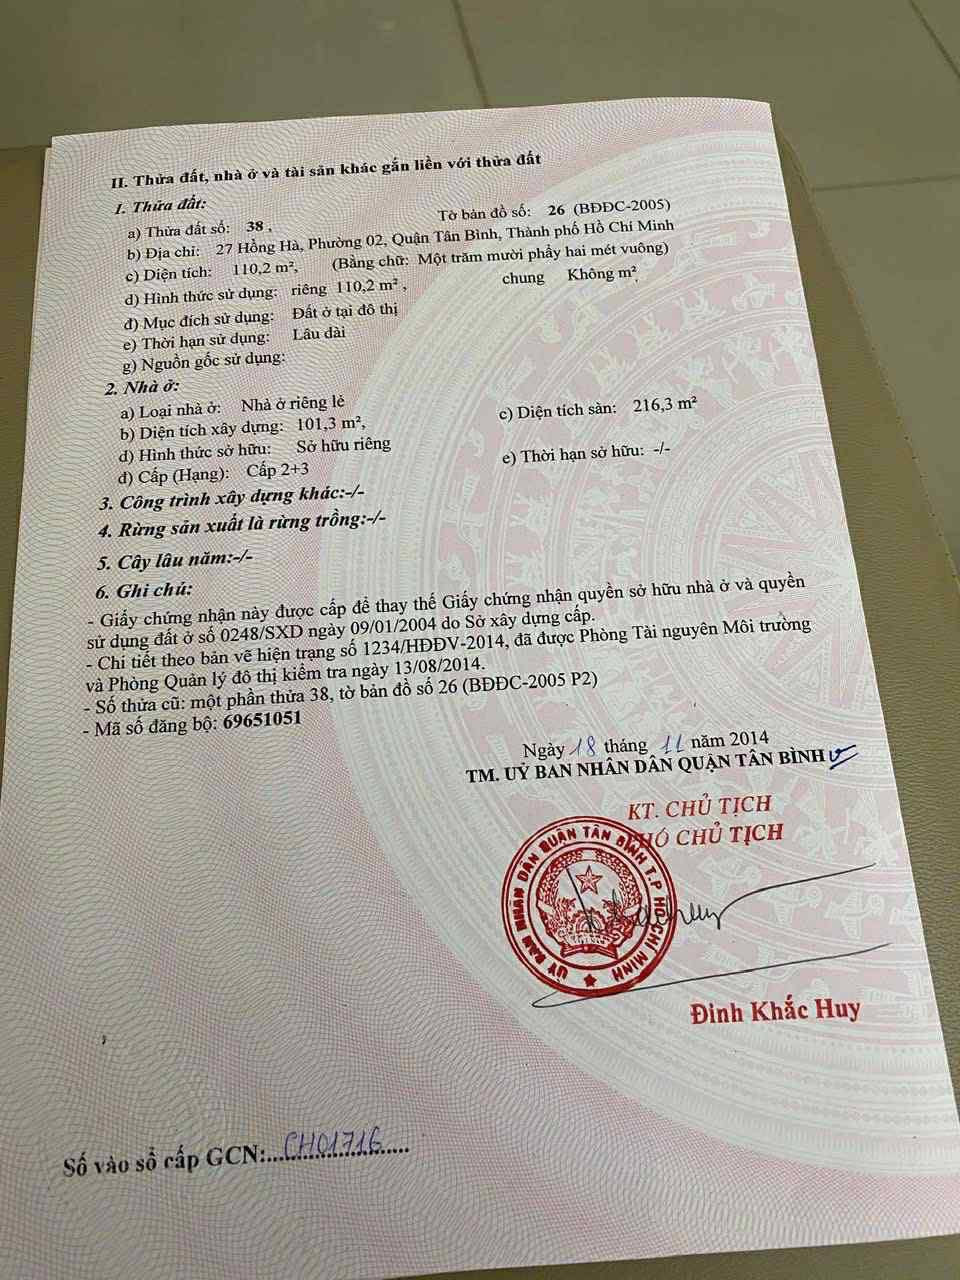 II. Thửa đất, nhà ở và tài sản khác gắn liền với thửa đất
1. Thửa đất:
a) Thửa đất số: 38 , Tờ bản đồ số: 26 (BĐĐC-2005)
b) Địa chỉ: 27 Hồng Hà, Phường 02, Quận Tân Bình, Thành phố Hồ Chí Minh
c) Diện tích: 110,2 m², (Bằng chữ: Một trăm mười phẩy hai mét vuông)
d) Hình thức sử dụng: riêng 110,2 m² , chung Không m²,
đ) Mục đích sử dụng: Đất ở tại đô thị
e) Thời hạn sử dụng: Lâu dài
g) Nguồn gốc sử dụng:
2. Nhà ở:
a) Loại nhà ở: Nhà ở riêng lẻ
b) Diện tích xây dựng: 101,3 m², c) Diện tích sàn: 216,3 m²
d) Hình thức sở hữu: Sở hữu riêng
đ) Cấp (Hạng): Cấp 2+3 e) Thời hạn sở hữu: -/-
3. Công trình xây dựng khác:-/-
4. Rừng sản xuất là rừng trồng:-/-
5. Cây lâu năm:-/-
6. Ghi chú:
- Giấy chứng nhận này được cấp để thay thế Giấy chứng nhận quyền sở hữu nhà ở và quyền
sử dụng đất ở số 0248/SXD ngày 09/01/2004 do Sở xây dựng cấp.
- Chi tiết theo bản vẽ hiện trạng số 1234/HĐĐV-2014, đã được Phòng Tài nguyên Môi trường
và Phòng Quản lý đô thị kiểm tra ngày 13/08/2014.
- Số thửa cũ: một phần thửa 38, tờ bản đồ số 26 (BĐĐC-2005 P2)
- Mã số đăng bộ: 69651051
Ngày 18 tháng 11 năm 2014
TM. UỶ BAN NHÂN DÂN QUẬN TÂN BÌNH
KT. CHỦ TỊCH
PHÓ CHỦ TỊCH
ỦY BAN NHÂN DÂN QUẬN TÂN BÌNH T.P HỒ CHÍ MINH
Đinh Khắc Huy
Số vào sổ cấp GCN:....CH01716....